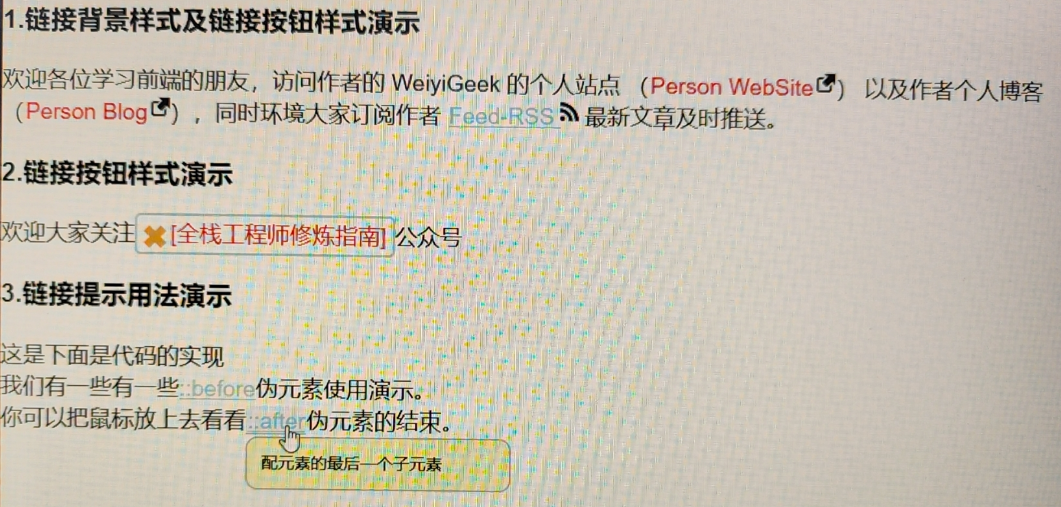 1.链接背景样式及链接按钮样式演示
欢迎各位学习前端的朋友，访问作者的 WeiyiGeek 的个人站点 （Person WebSite） 以及作者个人博客
（Person Blog），同时环境大家订阅作者 Feed-RSS 最新文章及时推送。
2.链接按钮样式演示
欢迎大家关注 ✖[全栈工程师修炼指南] 公众号
3.链接提示用法演示
这是下面是代码的实现
我们有一些有一些::before伪元素使用演示。
你可以把鼠标放上去看看::after伪元素的结束。
配元素的最后一个子元素